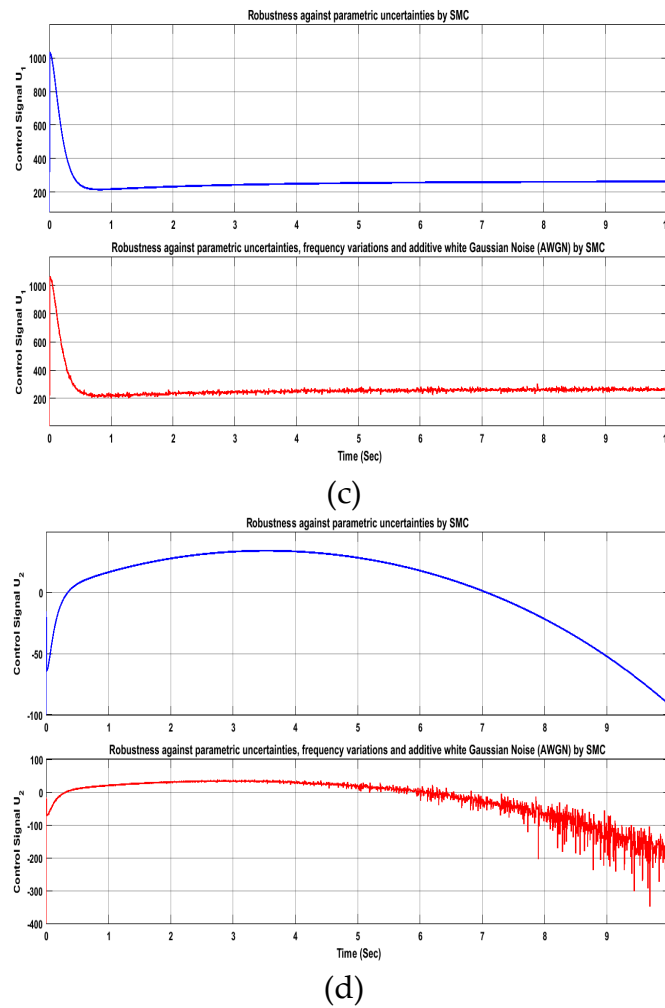 Robustness against parametric uncertainties by SMC
Control Signal U1
1000
800
600
400
200
0 1 2 3 4 5 6 7 8 9 1
Robustness against parametric uncertainties, frequency variations and additive white Gaussian Noise (AWGN) by SMC
Control Signal U1
1000
800
600
400
200
0 1 2 3 4 5 6 7 8 9 1
Time (Sec)
(c)
Robustness against parametric uncertainties by SMC
Control Signal U2
0
-50
-100
0 1 2 3 4 5 6 7 8 9
Robustness against parametric uncertainties, frequency variations and additive white Gaussian Noise (AWGN) by SMC
Control Signal U2
100
0
-100
-200
-300
-400
0 1 2 3 4 5 6 7 8 9
Time (Sec)
(d)